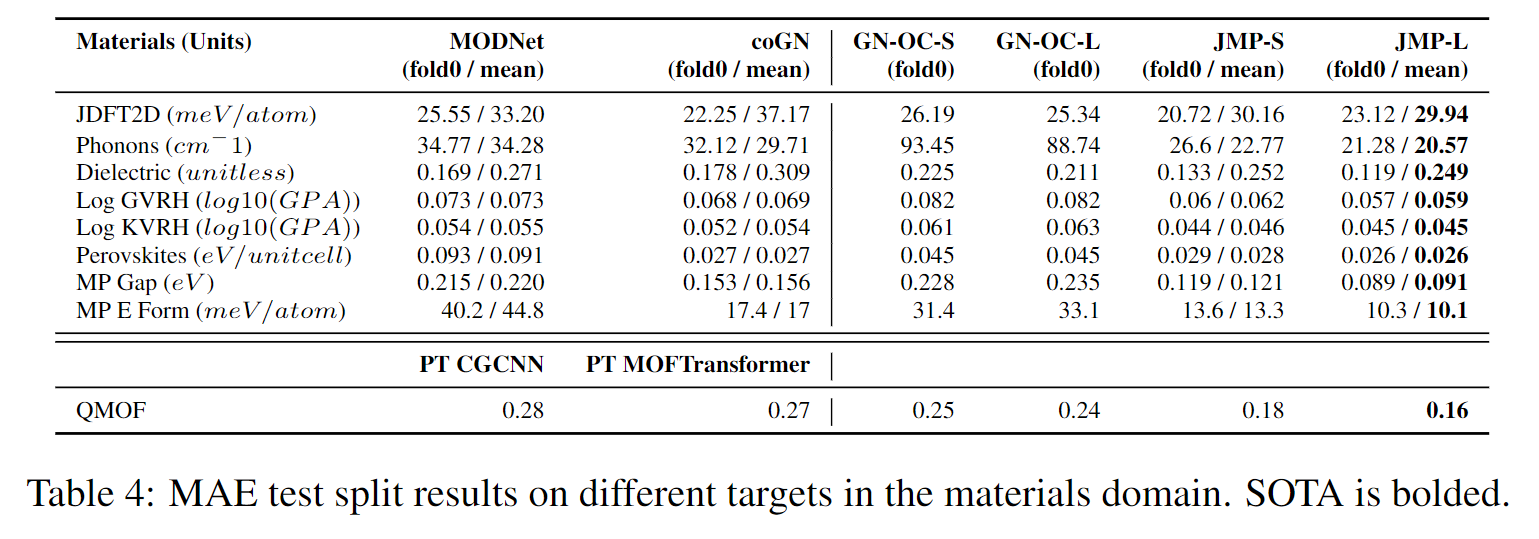 Materials (Units) MODNet coGN GN-OC-S GN-OC-L JMP-S JMP-L
(fold0 / mean) (fold0 / mean) (fold0) (fold0) (fold0 / mean) (fold0 / mean)
JDFT2D (meV/atom) 25.55 / 33.20 22.25 / 37.17 26.19 25.34 20.72 / 30.16 23.12 / 29.94
Phonons (cm⁻1) 34.77 / 34.28 32.12 / 29.71 93.45 88.74 26.6 / 22.77 21.28 / 20.57
Dielectric (unitless) 0.169 / 0.271 0.178 / 0.309 0.225 0.211 0.133 / 0.252 0.119 / 0.249
Log GVRH (log10(GPA)) 0.073 / 0.073 0.068 / 0.069 0.082 0.082 0.06 / 0.062 0.057 / 0.059
Log KVRH (log10(GPA)) 0.054 / 0.055 0.052 / 0.054 0.061 0.063 0.044 / 0.046 0.045 / 0.045
Perovskites (eV/unitcell) 0.093 / 0.091 0.027 / 0.027 0.045 0.045 0.029 / 0.028 0.026 / 0.026
MP Gap (eV) 0.215 / 0.220 0.153 / 0.156 0.228 0.235 0.119 / 0.121 0.089 / 0.091
MP E Form (meV/atom) 40.2 / 44.8 17.4 / 17 31.4 33.1 13.6 / 13.3 10.3 / 10.1
PT CGCNN PT MOFTransformer
QMOF 0.28 0.27 0.25 0.24 0.18 0.16
Table 4: MAE test split results on different targets in the materials domain. SOTA is bolded.